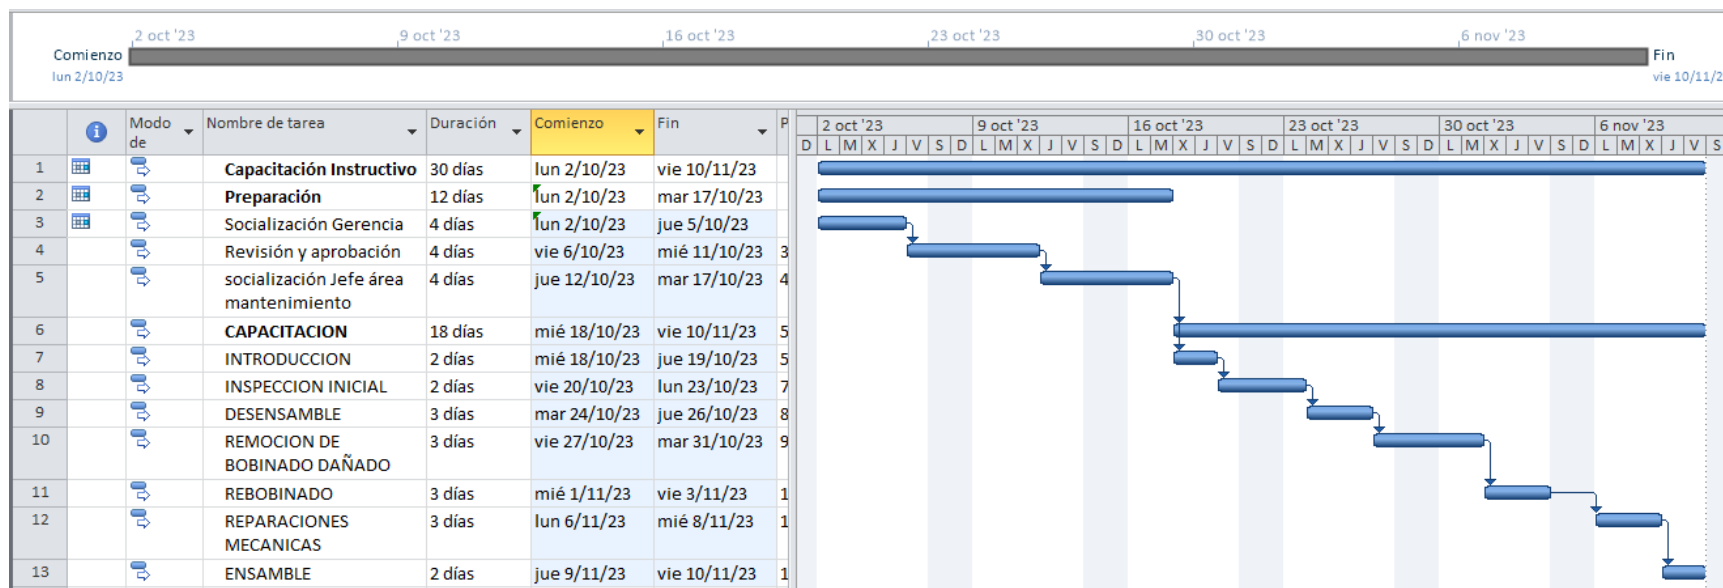 2 oct '23 9 oct '23 16 oct '23 23 oct '23 30 oct '23 6 nov '23
Comienzo Fin
lun 2/10/23 vie 10/11/2
Modo de Nombre de tarea Duración Comienzo Fin P 2 oct '23 9 oct '23 16 oct '23 23 oct '23 30 oct '23 6 nov '23
D L M X J V S D L M X J V S D L M X J V S D L M X J V S D L M X J V S D L M X J V S
1 Capacitación Instructivo 30 días lun 2/10/23 vie 10/11/23
2 Preparación 12 días lun 2/10/23 mar 17/10/23
3 Socialización Gerencia 4 días lun 2/10/23 jue 5/10/23
4 Revisión y aprobación 4 días vie 6/10/23 mié 11/10/23 3
5 socialización Jefe área 4 días jue 12/10/23 mar 17/10/23 4
mantenimiento
6 CAPACITACION 18 días mié 18/10/23 vie 10/11/23 5
7 INTRODUCCION 2 días mié 18/10/23 jue 19/10/23 5
8 INSPECCION INICIAL 2 días vie 20/10/23 lun 23/10/23 7
9 DESENSAMBLE 3 días mar 24/10/23 jue 26/10/23 8
10 REMOCION DE 3 días vie 27/10/23 mar 31/10/23 9
BOBINADO DAÑADO
11 REBOBINADO 3 días mié 1/11/23 vie 3/11/23 1
12 REPARACIONES 3 días lun 6/11/23 mié 8/11/23 1
MECANICAS
13 ENSAMBLE 2 días jue 9/11/23 vie 10/11/23 1